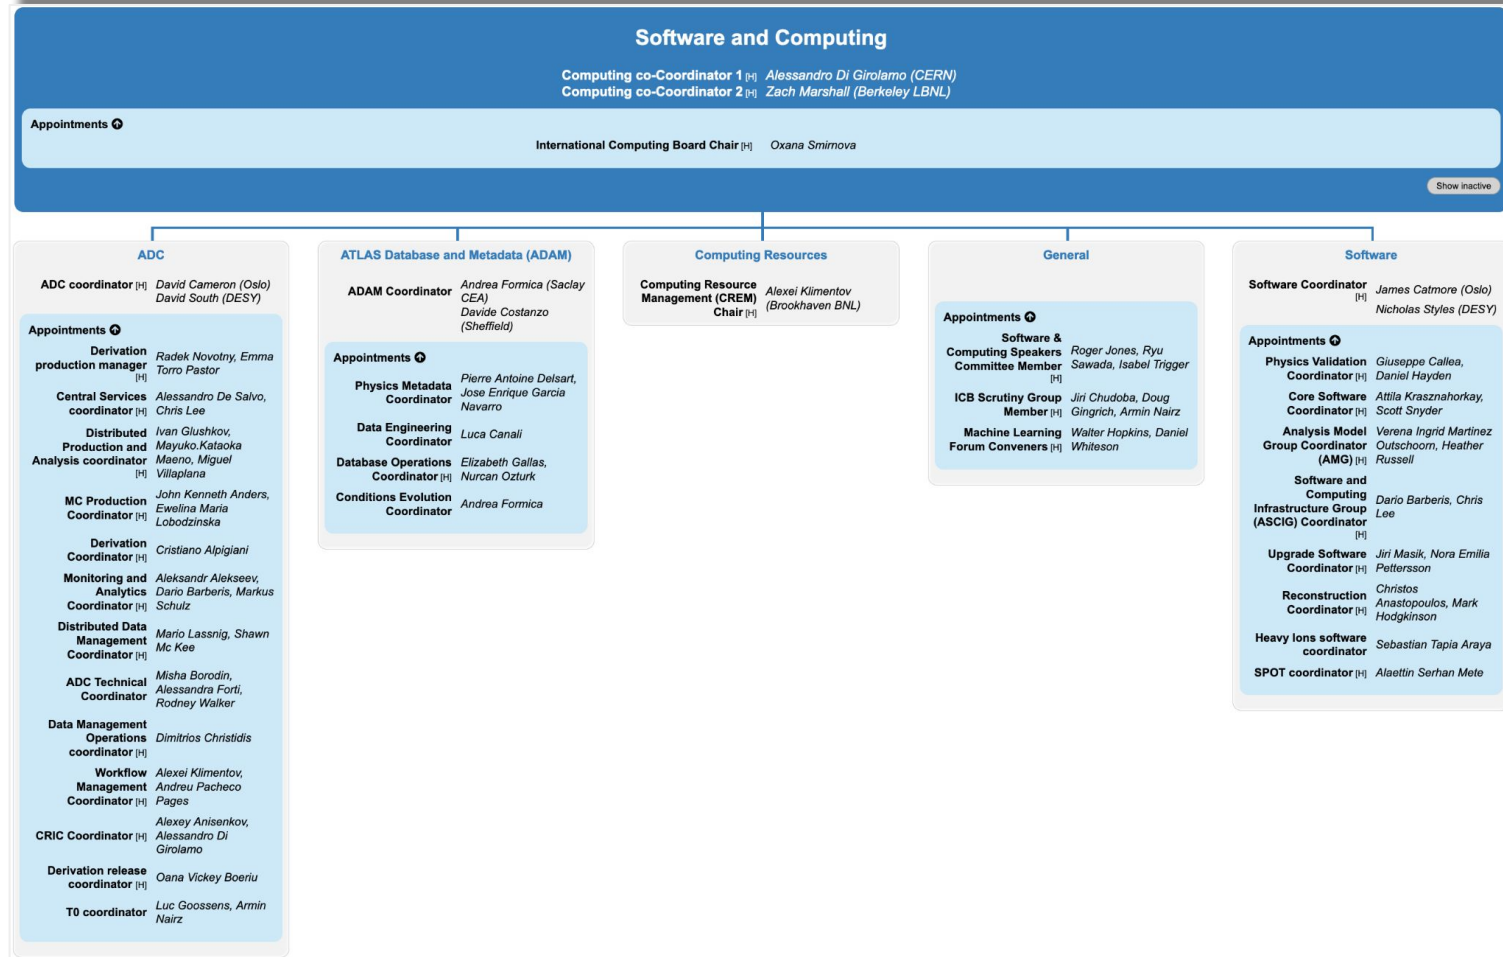 Software and Computing
Computing co-Coordinator 1 [H] Alessandro Di Girolamo (CERN)
Computing co-Coordinator 2 [H] Zach Marshall (Berkeley LBNL)
Appointments
International Computing Board Chair [H] Oxana Smirnova
Show inactive
ADC
ADC coordinator [H] David Cameron (Oslo)
David South (DESY)
Appointments
Derivation
production manager
[H]
Radek Novotny, Emma
Torro Pastor
Central Services
coordinator [H]
Alessandro De Salvo,
Chris Lee
Distributed
Production and
Analysis coordinator
[H]
Ivan Glushkov,
Mayuko.Kataoka
Maeno, Miguel
Villaplana
MC Production
Coordinator [H]
John Kenneth Anders,
Ewelina Maria
Lobodzinska
Derivation
Coordinator [H]
Cristiano Alpigiani
Monitoring and
Analytics
Coordinator [H]
Aleksandr Alekseev,
Dario Barberis, Markus
Schulz
Distributed Data
Management
Coordinator [H]
Mario Lassnig, Shawn
Mc Kee
ADC Technical
Coordinator
Misha Borodin,
Alessandra Forti,
Rodney Walker
Data Management
Operations
coordinator [H]
Dimitrios Christidis
Workflow
Management
Coordinator [H]
Alexei Klimentov,
Andreu Pacheco
Pages
CRIC Coordinator [H]
Alexey Anisenkov,
Alessandro Di
Girolamo
Derivation release
coordinator [H]
Oana Vickey Boeriu
T0 coordinator
Luc Goossens, Armin
Nairz
ATLAS Database and Metadata (ADAM)
ADAM Coordinator
Andrea Formica (Saclay
CEA)
Davide Costanzo
(Sheffield)
Appointments
Physics Metadata
Coordinator
Pierre Antoine Delsart,
Jose Enrique Garcia
Navarro
Data Engineering
Coordinator
Luca Canali
Database Operations
Coordinator [H]
Elizabeth Gallas,
Nurcan Ozturk
Conditions Evolution
Coordinator
Andrea Formica
Computing Resources
Computing Resource
Management (CREM)
Chair [H]
Alexei Klimentov
(Brookhaven BNL)
General
Appointments
Software &
Computing Speakers
Committee Member
[H]
Roger Jones, Ryu
Sawada, Isabel Trigger
ICB Scrutiny Group
Member [H]
Jiri Chudoba, Doug
Gingrich, Armin Nairz
Machine Learning
Forum Conveners [H]
Walter Hopkins, Daniel
Whiteson
Software
Software Coordinator
[H]
James Catmore (Oslo)
Nicholas Styles (DESY)
Appointments
Physics Validation
Coordinator [H]
Giuseppe Callea,
Daniel Hayden
Core Software
Coordinator [H]
Attila Krasznahorkay,
Scott Snyder
Analysis Model
Group Coordinator
(AMG) [H]
Verena Ingrid Martinez
Outschoorn, Heather
Russell
Software and
Computing
Infrastructure Group
(ASCIG) Coordinator
[H]
Dario Barberis, Chris
Lee
Upgrade Software
Coordinator [H]
Jiri Masik, Nora Emilia
Pettersson
Reconstruction
Coordinator [H]
Christos
Anastopoulos, Mark
Hodgkinson
Heavy Ions software
coordinator
Sebastian Tapia Araya
SPOT coordinator [H] Alaettin Serhan Mete